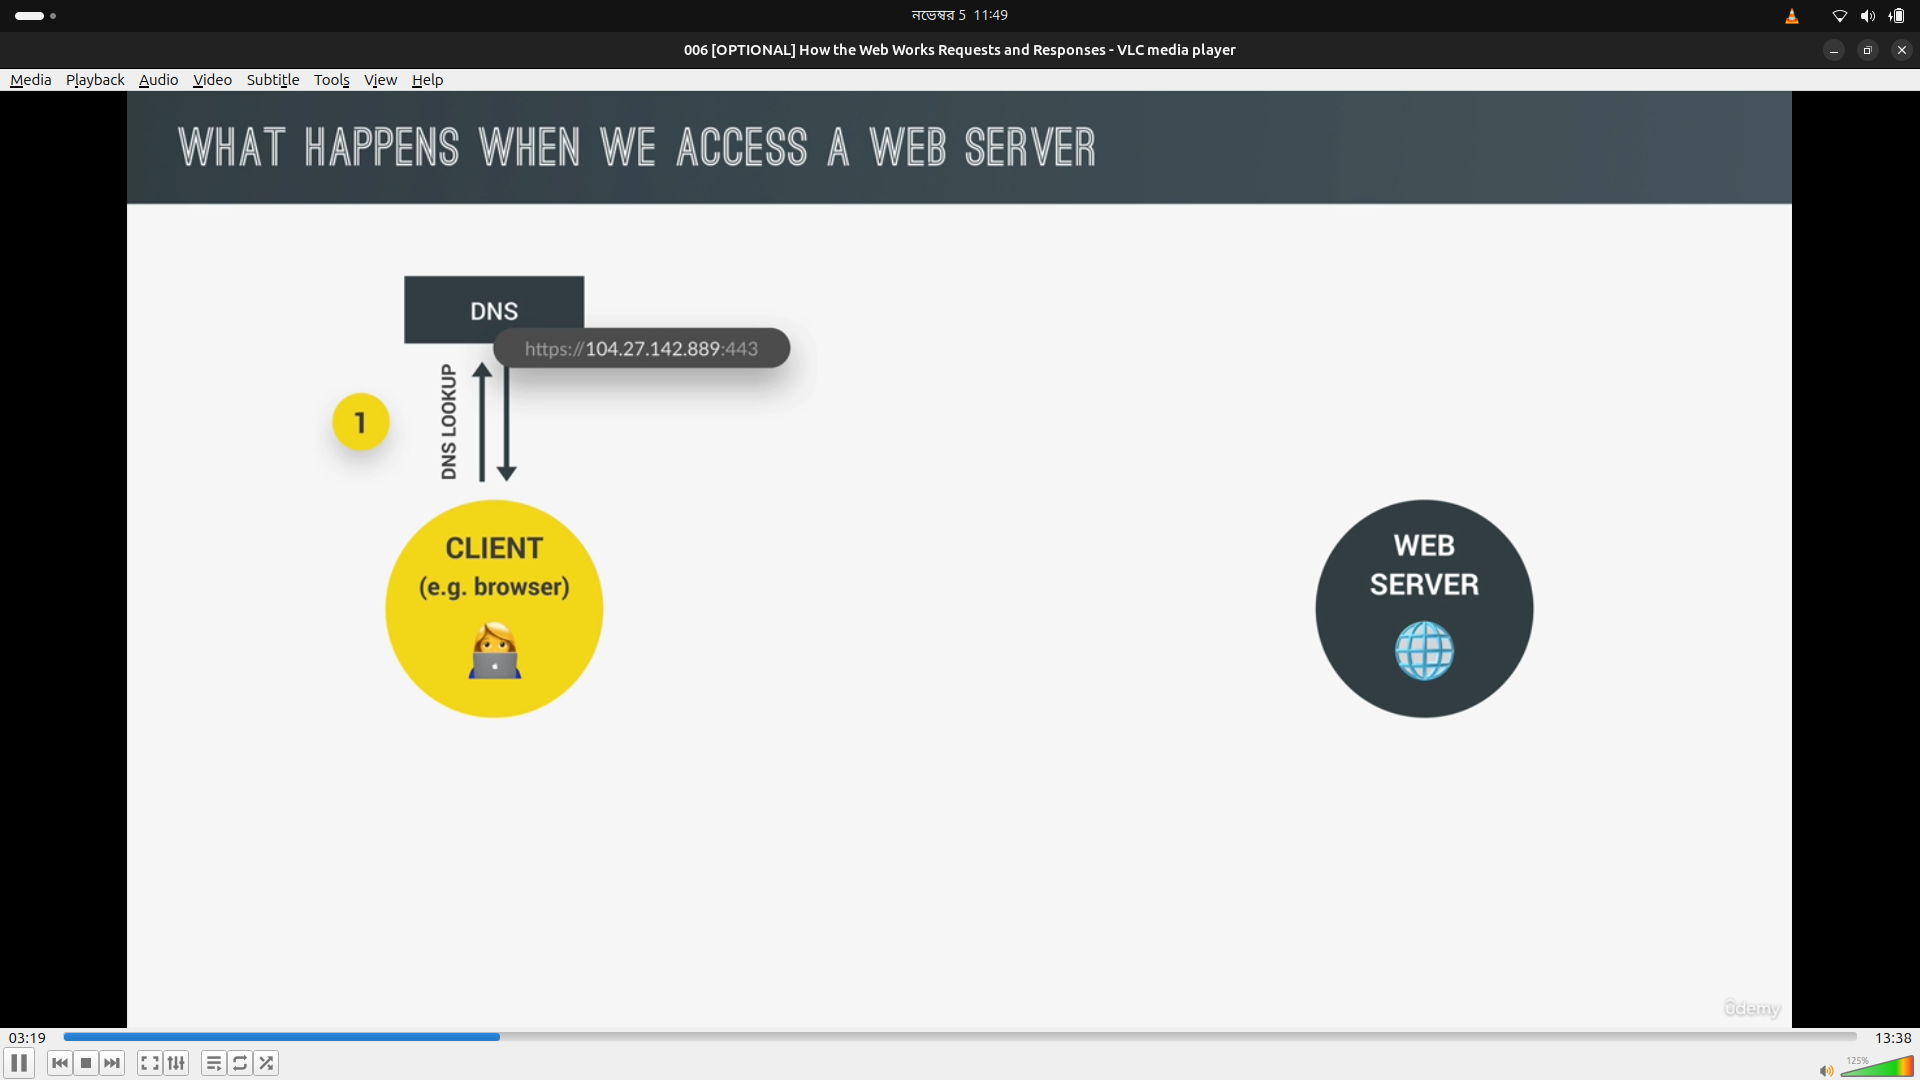 নভেম্বর 5 11:49
006 [OPTIONAL] How the Web Works Requests and Responses - VLC media player
Media Playback Audio Video Subtitle Tools View Help
WHAT HAPPENS WHEN WE ACCESS A WEB SERVER
DNS
https://104.27.142.889:443
DNS LOOKUP
1
CLIENT
(e.g. browser)
WEB
SERVER
ûdemy
03:19
13:38
125%